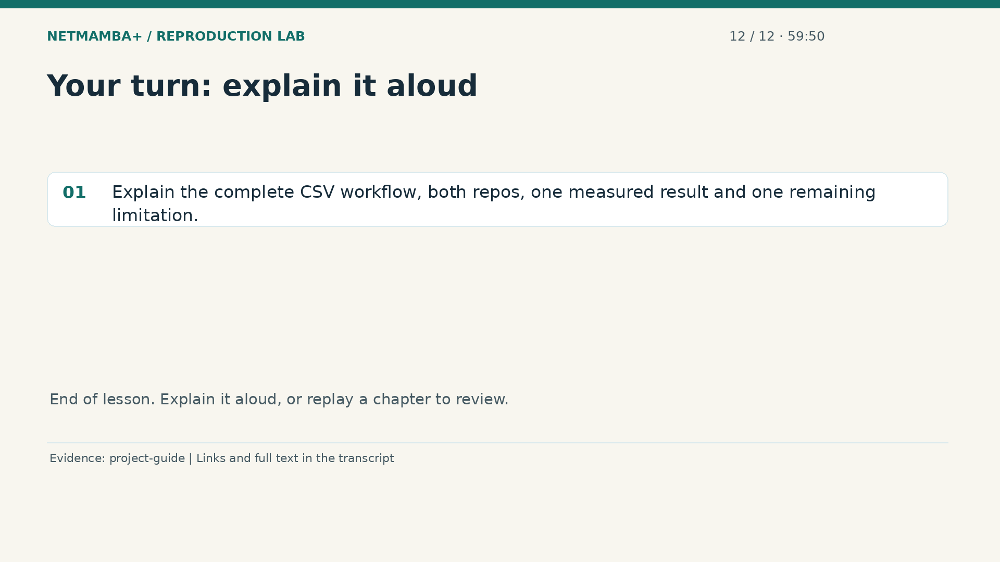 NETMAMBA+ / REPRODUCTION LAB
12 / 12 · 59:50
Your turn: explain it aloud
01
Explain the complete CSV workflow, both repos, one measured result and one remaining
limitation.
End of lesson. Explain it aloud, or replay a chapter to review.
Evidence: project-guide | Links and full text in the transcript